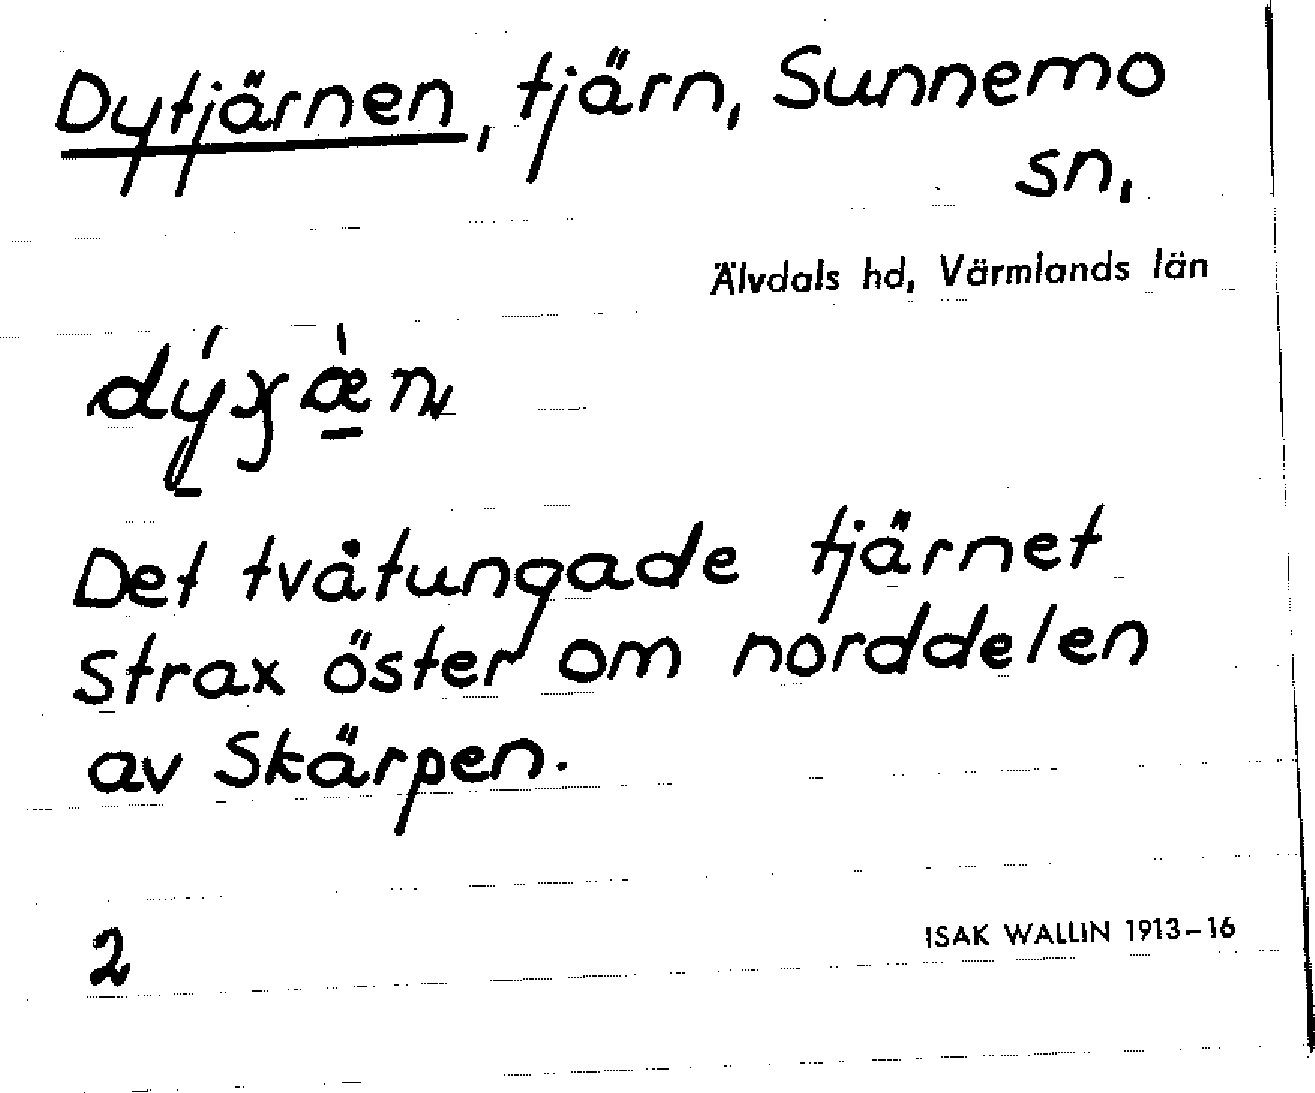 Dytjärnen, tjärn, Sunnemo
sn,
Älvdals hd, Värmlands län
Det tvåtungade tjärnet
strax öster om norddelen
av Skärpen.
2
ISAK WALLIN 1913–16